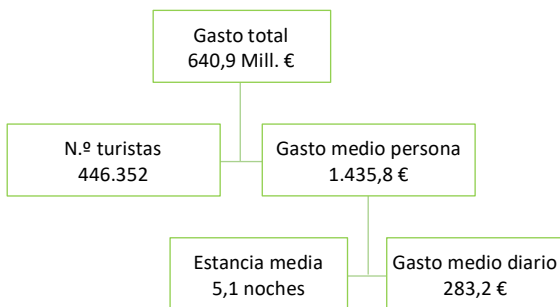 Gasto total
640,9 Mill. €
N.º turistas
446.352
Gasto medio persona
1.435,8 €
Estancia media
5,1 noches
Gasto medio diario
283,2 €